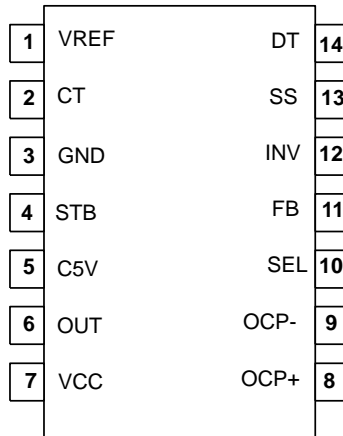 1 VREF DT 14
2 CT SS 13
3 GND INV 12
4 STB FB 11
5 C5V SEL 10
6 OUT OCP- 9
7 VCC OCP+ 8